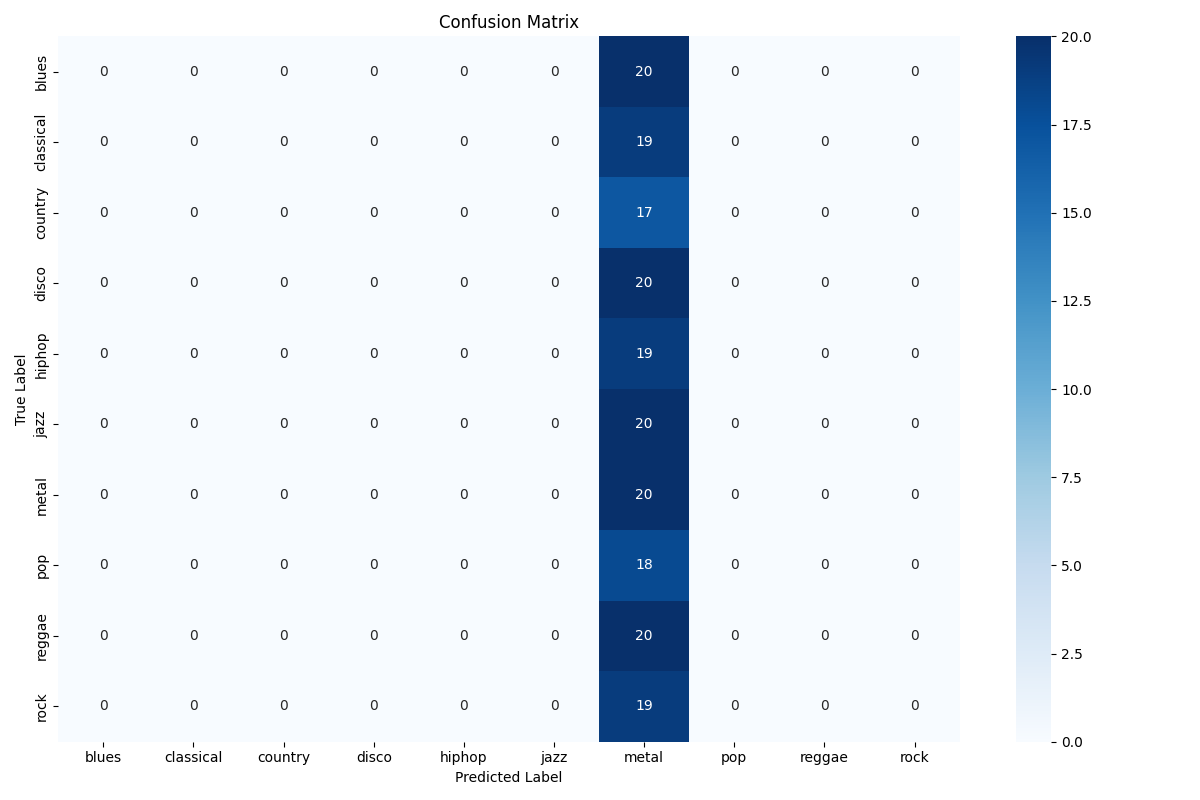 Confusion Matrix
True Label
blues 0 0 0 0 0 0 20 0 0 0
classical 0 0 0 0 0 0 19 0 0 0
country 0 0 0 0 0 0 17 0 0 0
disco 0 0 0 0 0 0 20 0 0 0
hiphop 0 0 0 0 0 0 19 0 0 0
jazz 0 0 0 0 0 0 20 0 0 0
metal 0 0 0 0 0 0 20 0 0 0
pop 0 0 0 0 0 0 18 0 0 0
reggae 0 0 0 0 0 0 20 0 0 0
rock 0 0 0 0 0 0 19 0 0 0
blues classical country disco hiphop jazz metal pop reggae rock
Predicted Label
20.0
17.5
15.0
12.5
10.0
7.5
5.0
2.5
0.0